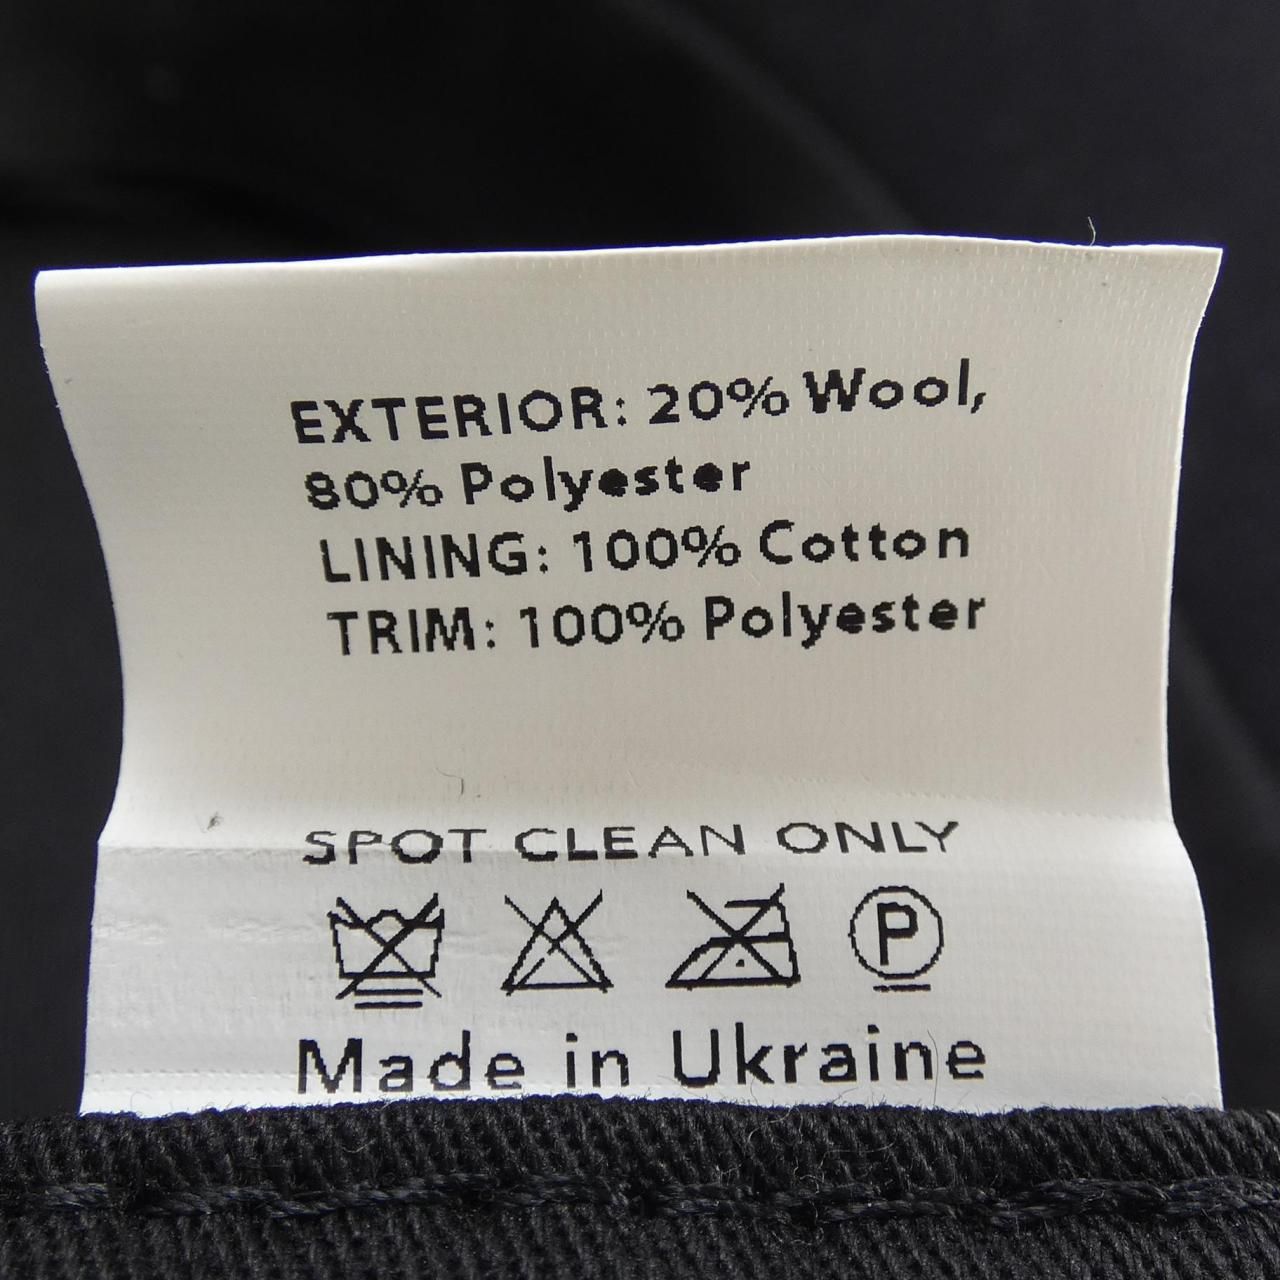 EXTERIOR: 20% Wool,
80% Polyester
LINING: 100% Cotton
TRIM: 100% Polyester
SPOT CLEAN ONLY
P
Made in Ukraine